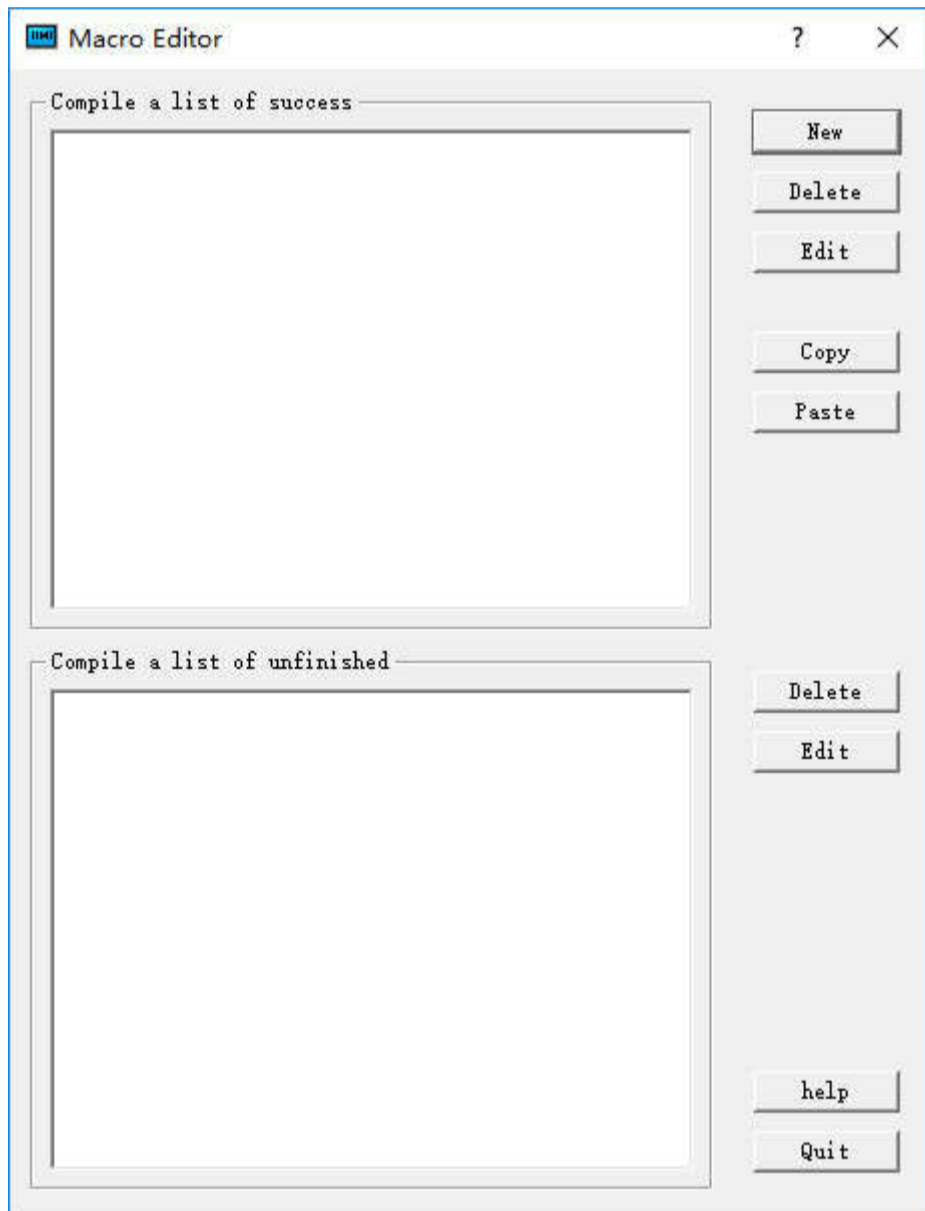 Macro Editor
?
Compile a list of success
New
Delete
Edit
Copy
Paste
Compile a list of unfinished
Delete
Edit
help
Quit